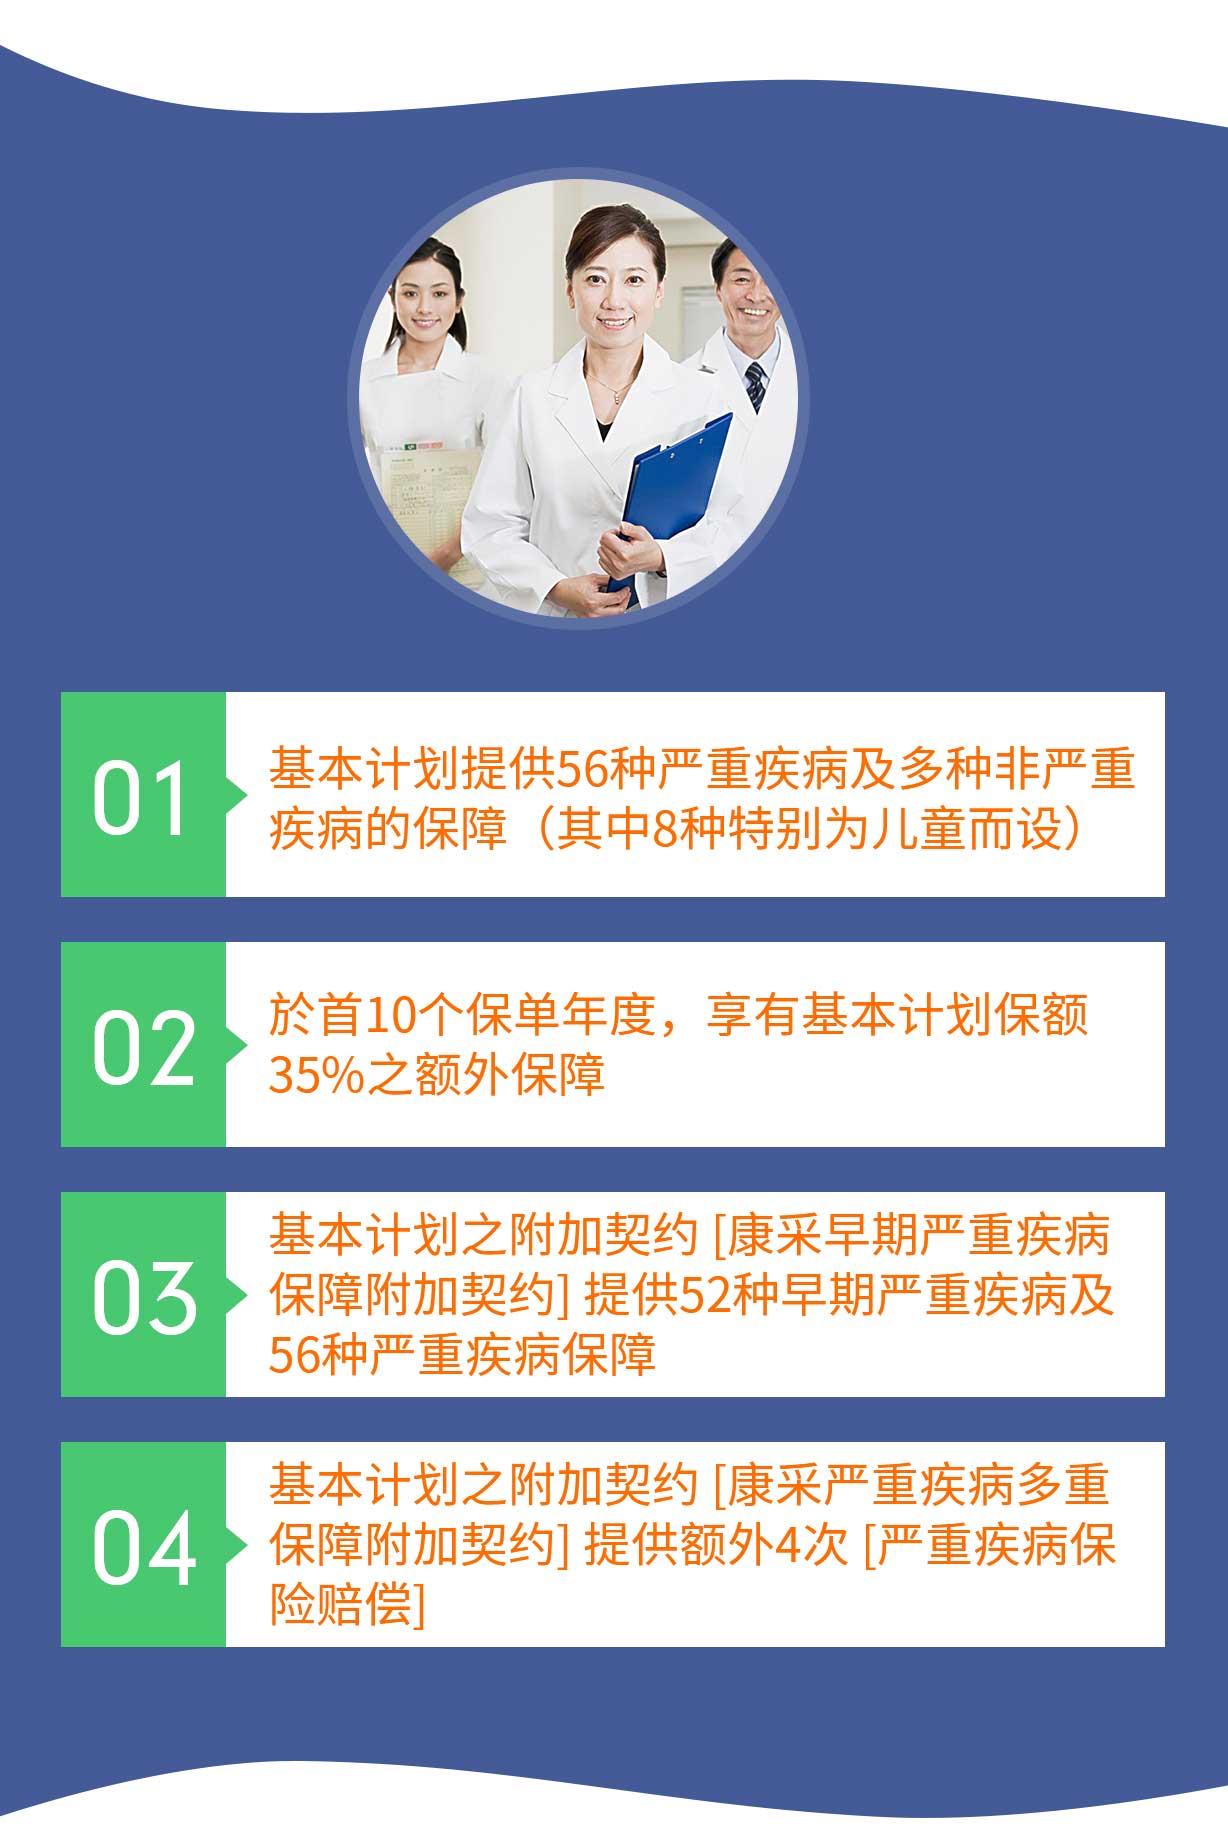 01
基本计划提供56种严重疾病及多种非严重
疾病的保障（其中8种特别为儿童而设）
02
於首10个保单年度，享有基本计划保额
35%之额外保障
03
基本计划之附加契约 [康采早期严重疾病
保障附加契约] 提供52种早期严重疾病及
56种严重疾病保障
04
基本计划之附加契约 [康采严重疾病多重
保障附加契约] 提供额外4次 [严重疾病保
险赔偿]